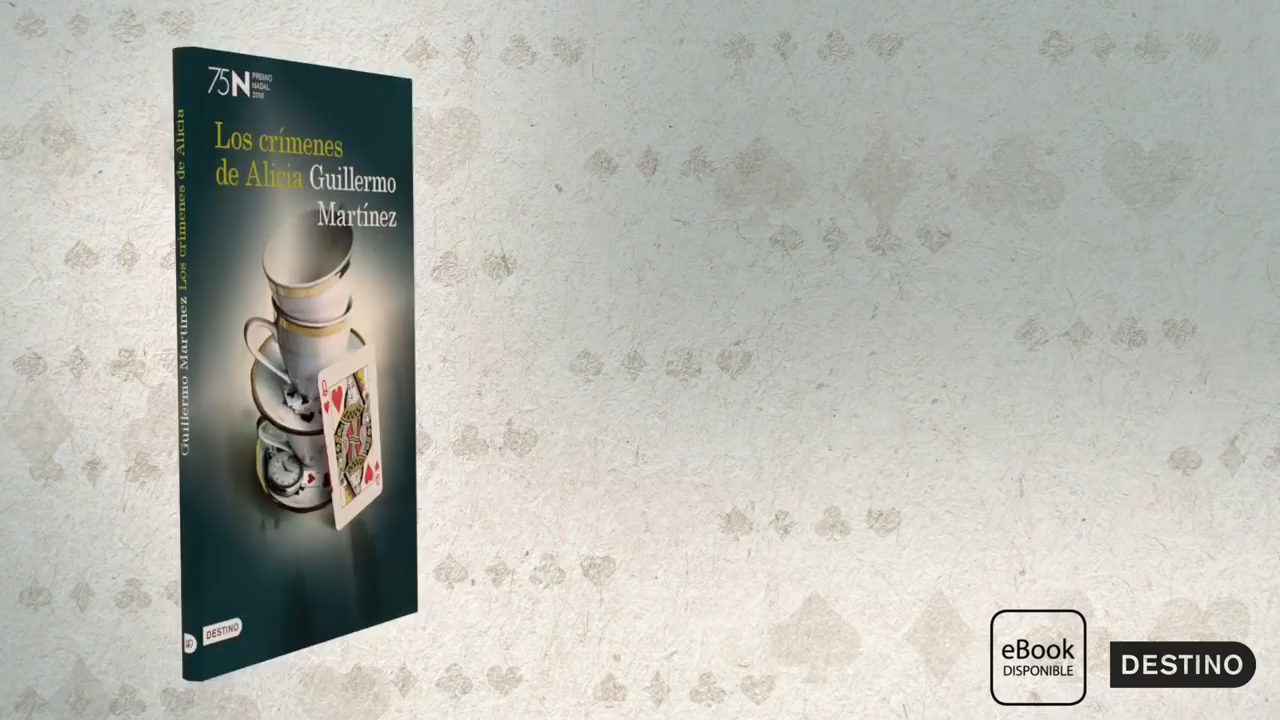 75N PREMIO
NADAL
2019
Los crímenes
de Alicia Guillermo
Martínez
Guillermo Martínez Los crímenes de Alicia
DESTINO
eBook
DISPONIBLE
DESTINO